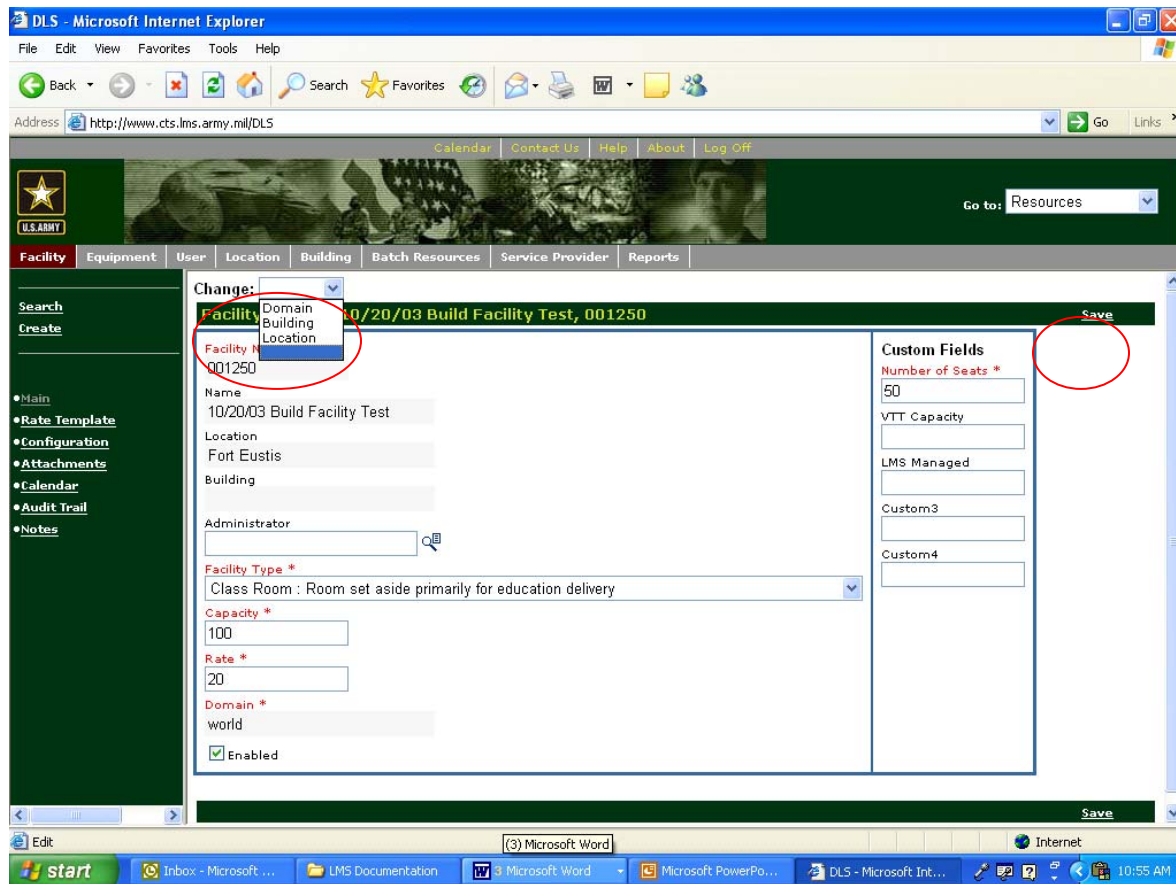 DLS - Microsoft Internet Explorer
File Edit View Favorites Tools Help
Back Search Favorites
Address http://www.cts.lms.army.mil/DLS Go Links
Calendar | Contact Us | Help | About | Log Off
U.S.ARMY
Go to: Resources
Facility Equipment User Location Building Batch Resources Service Provider Reports
Search
Create
•Main
•Rate Template
•Configuration
•Attachments
•Calendar
•Audit Trail
•Notes
Change:
Domain
Building
Location
Facility 10/20/03 Build Facility Test, 001250 Save
Facility N
001250
Name
10/20/03 Build Facility Test
Location
Fort Eustis
Building
Administrator
Facility Type *
Class Room : Room set aside primarily for education delivery
Capacity *
100
Rate *
20
Domain *
world
Enabled
Custom Fields
Number of Seats *
50
VTT Capacity
LMS Managed
Custom3
Custom4
Save
Edit (3) Microsoft Word Internet
start Inbox - Microsoft ... LMS Documentation 3 Microsoft Word Microsoft PowerPo... DLS - Microsoft Int... 10:55 AM